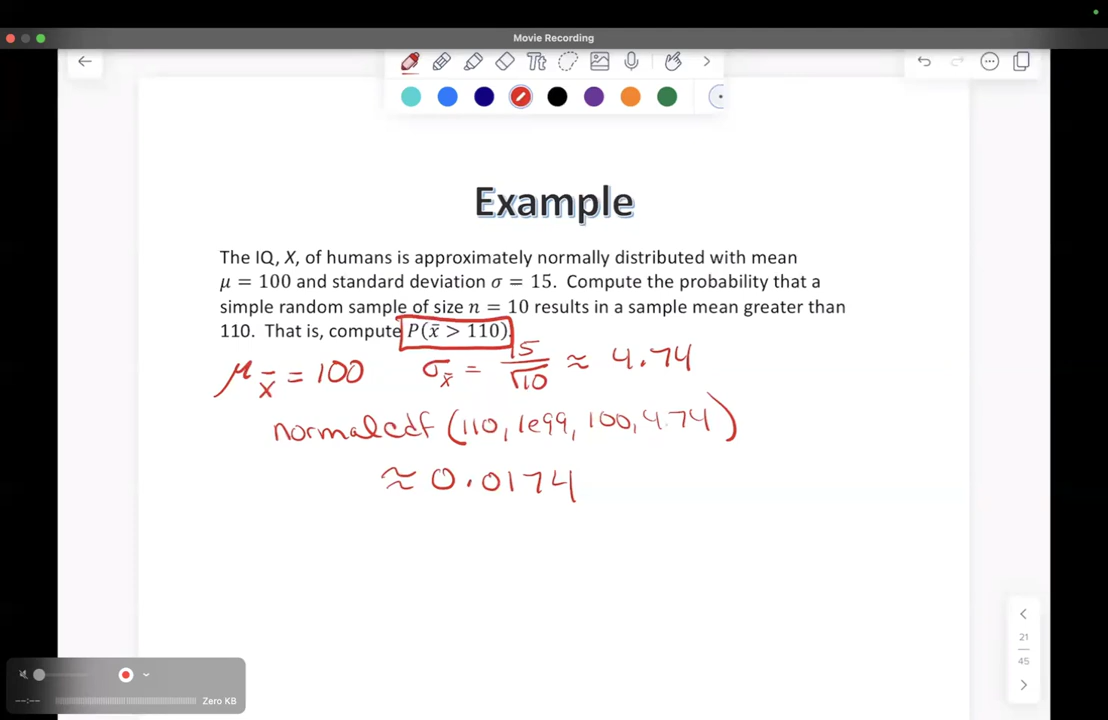 Movie Recording
Tt
Example
The IQ, X, of humans is approximately normally distributed with mean
μ = 100 and standard deviation σ = 15. Compute the probability that a
simple random sample of size n = 10 results in a sample mean greater than
110. That is, compute P(x̄ > 110).
μ_x̄ = 100 σ_x̄ = 15/√10 ≈ 4.74
normalcdf (110, 1e99, 100, 4.74)
≈ 0.0174
21
45
--:-- Zero KB